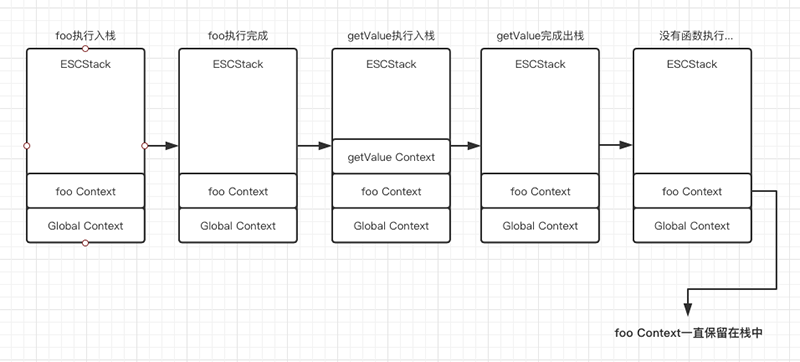 foo执行入栈
foo执行完成
getValue执行入栈
getValue完成出栈
没有函数执行...
ESCStack
ESCStack
ESCStack
ESCStack
ESCStack
getValue Context
foo Context
foo Context
foo Context
foo Context
foo Context
Global Context
Global Context
Global Context
Global Context
Global Context
foo Context一直保留在栈中